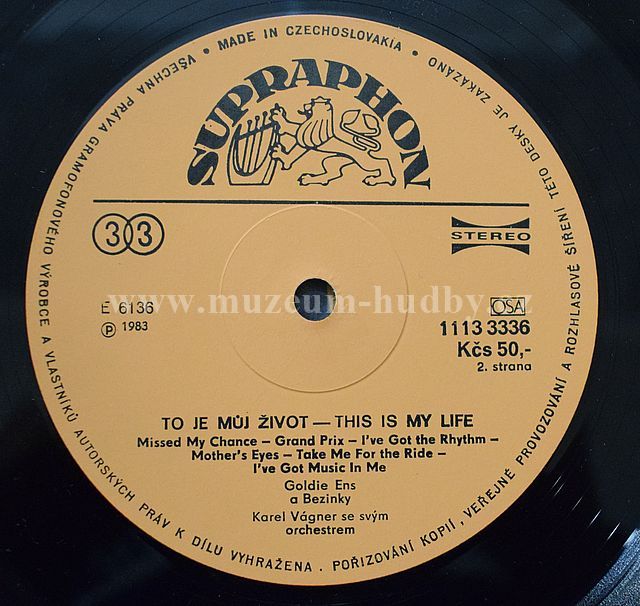 VŠECHNA PRÁVA GRAMOFONOVÉHO VÝROBCE A VLASTNÍKŮ AUTORSKÝCH PRÁV K DÍLU VYHRAŽENA. POŘIZOVÁNÍ KOPIÍ, VEŘEJNÉ PROVOZOVÁNÍ A ROZHLASOVÉ ŠÍŘENÍ TÉTO DESKY JE ZAKÁZÁNO • MADE IN CZECHOSLOVAKIA •
SUPRAPHON
33
STEREO
E 6136
OSA
www.muzeum-hudby.cz
Ⓟ 1983
1113 3336
Kčs 50,-
2. strana
TO JE MŮJ ŽIVOT — THIS IS MY LIFE
Missed My Chance – Grand Prix – I've Got the Rhythm –
Mother's Eyes – Take Me For the Ride –
I've Got Music In Me
Goldie Ens
a Bezinky
Karel Vágner se svým
orchestrem